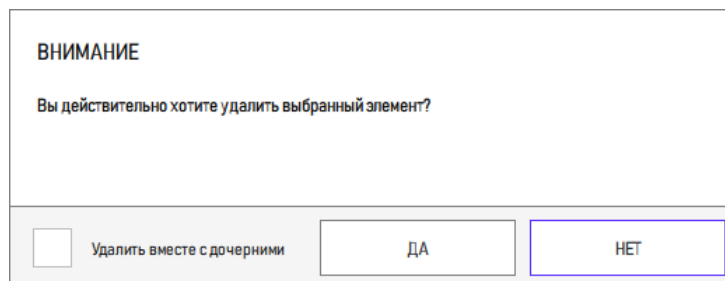 ВНИМАНИЕ
Вы действительно хотите удалить выбранный элемент?
Удалить вместе с дочерними
ДА
НЕТ